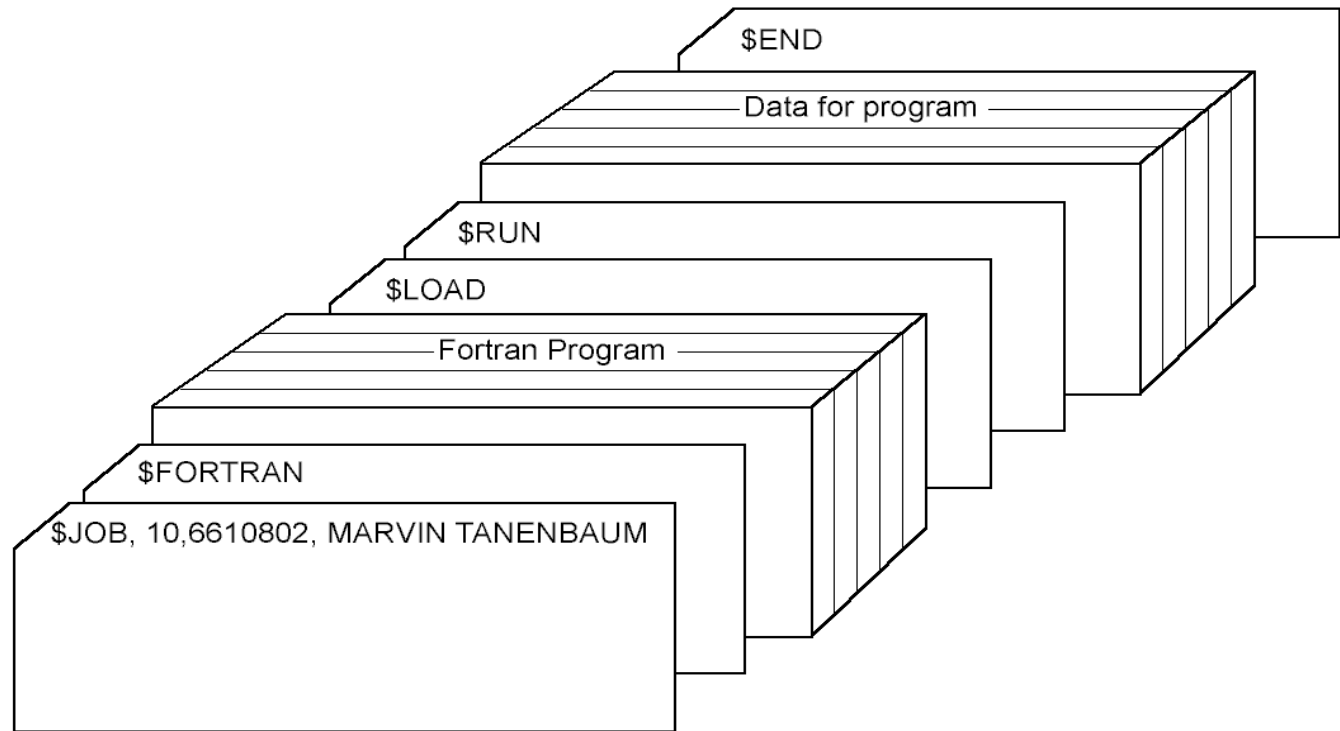 $END
Data for program
$RUN
$LOAD
Fortran Program
$FORTRAN
$JOB, 10,6610802, MARVIN TANENBAUM